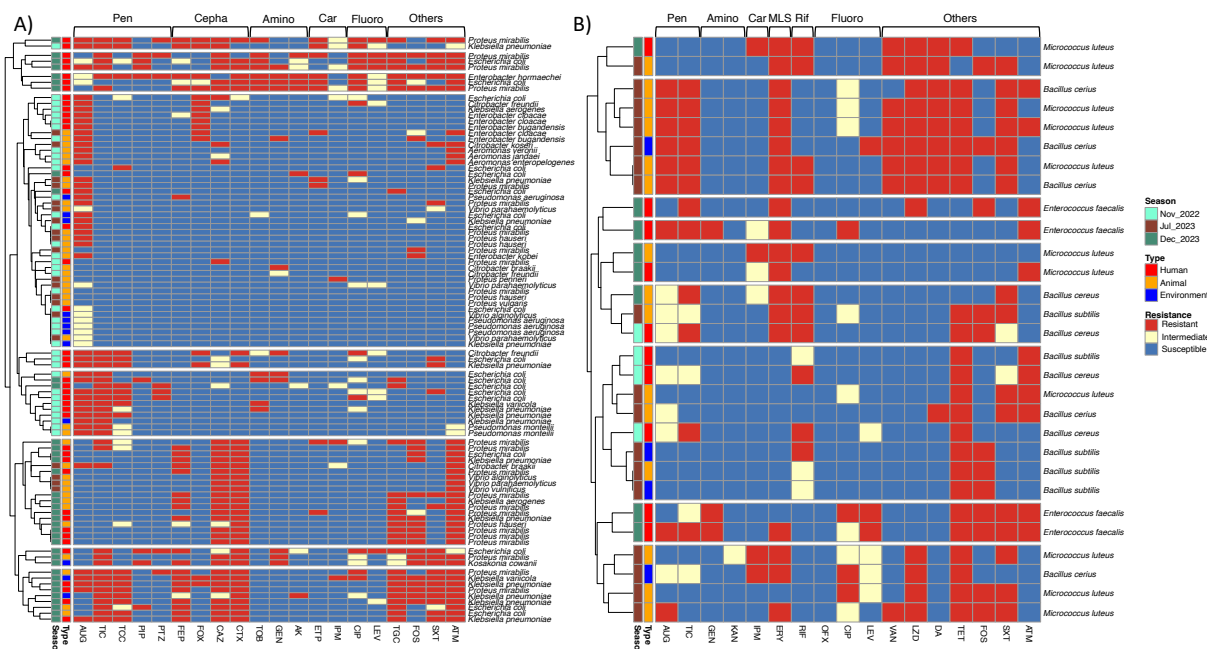 A)
Pen Cepha Amino Car Fluoro Others
Proteus mirabilis
Klebsiella pneumoniae
Proteus mirabilis
Escherichia coli
Proteus mirabilis
Enterobacter hormaechei
Escherichia coli
Proteus mirabilis
Escherichia coli
Citrobacter freundii
Klebsiella aerogenes
Enterobacter cloacae
Enterobacter cloacae
Enterobacter bugandensis
Enterobacter cloacae
Enterobacter bugandensis
Citrobacter koseri
Aeromonas veronii
Aeromonas jandaei
Aeromonas enteropelogenes
Escherichia coli
Escherichia coli
Klebsiella pneumoniae
Proteus mirabilis
Escherichia coli
Pseudomonas aeruginosa
Proteus mirabilis
Vibrio parahaemolyticus
Escherichia coli
Klebsiella pneumoniae
Escherichia coli
Proteus mirabilis
Proteus hauseri
Proteus hauseri
Proteus mirabilis
Enterobacter kobei
Proteus mirabilis
Citrobacter braakii
Citrobacter freundii
Proteus penneri
Vibrio parahaemolyticus
Proteus mirabilis
Proteus hauseri
Proteus vulgaris
Escherichia coli
Vibrio alginolyticus
Pseudomonas aeruginosa
Pseudomonas aeruginosa
Pseudomonas aeruginosa
Vibrio parahaemolyticus
Klebsiella pneumoniae
Citrobacter freundii
Escherichia coli
Klebsiella pneumoniae
Escherichia coli
Escherichia coli
Escherichia coli
Escherichia coli
Escherichia coli
Klebsiella variicola
Klebsiella pneumoniae
Klebsiella pneumoniae
Klebsiella pneumoniae
Pseudomonas monteilii
Pseudomonas monteilii
Proteus mirabilis
Proteus mirabilis
Escherichia coli
Klebsiella pneumoniae
Citrobacter braakii
Proteus mirabilis
Vibrio alginolyticus
Vibrio parahaemolyticus
Vibrio vulnificus
Proteus mirabilis
Klebsiella aerogenes
Proteus mirabilis
Escherichia coli
Klebsiella pneumoniae
Proteus hauseri
Proteus mirabilis
Proteus mirabilis
Proteus mirabilis
Escherichia coli
Proteus mirabilis
Kosakonia cowanii
Proteus mirabilis
Klebsiella variicola
Klebsiella pneumoniae
Proteus mirabilis
Klebsiella pneumoniae
Klebsiella pneumoniae
Escherichia coli
Proteus mirabilis
Klebsiella pneumoniae
Seasc Type AUG TIC TCC PIP PTZ FEP FOX CAZ CTX TOB GEN AK ETP IPM CIP LEV TGC FOS SXT ATM
B)
Pen Amino Car MLS Rif Fluoro Others
Micrococcus luteus
Micrococcus luteus
Bacillus cerius
Micrococcus luteus
Micrococcus luteus
Bacillus cerius
Micrococcus luteus
Bacillus cerius
Enterococcus faecalis
Enterococcus faecalis
Micrococcus luteus
Micrococcus luteus
Bacillus cereus
Bacillus subtilis
Bacillus cereus
Bacillus subtilis
Bacillus cereus
Micrococcus luteus
Bacillus cerius
Bacillus cereus
Bacillus subtilis
Bacillus subtilis
Bacillus subtilis
Enterococcus faecalis
Enterococcus faecalis
Micrococcus luteus
Bacillus cerius
Micrococcus luteus
Micrococcus luteus
Seasc Type AUG TIC GEN KAN IPM ERY RIF OFX CIP LEV VAN LZD DA TET FOS SXT ATM
Season
Nov_2022
Jul_2023
Dec_2023
Type
Human
Animal
Environment
Resistance
Resistant
Intermediate
Susceptible